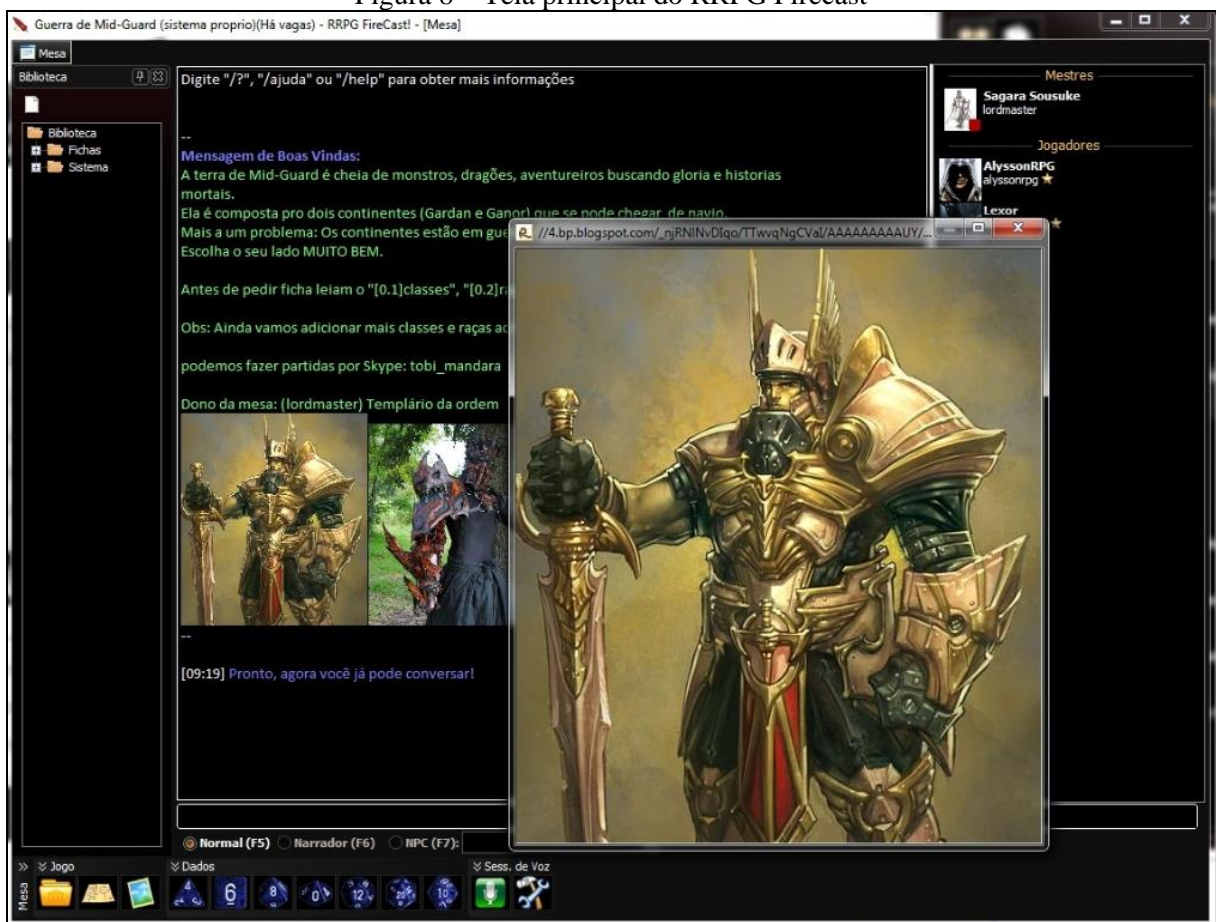 Figura 8 – Tela principal do RRPG Firecast
Guerra de Mid-Guard (sistema proprio)(Há vagas) - RRPG FireCast! - [Mesa]
Mesa
Biblioteca
Biblioteca
Fichas
Sistema
Digite "/?", "/ajuda" ou "/help" para obter mais informações
--
Mensagem de Boas Vindas:
A terra de Mid-Guard é cheia de monstros, dragões, aventureiros buscando gloria e historias
mortais.
Ela é composta pro dois continentes (Gardan e Ganor) que se pode chegar de navio.
Mais a um problema: Os continentes estão em gue
Escolha o seu lado MUITO BEM.
Antes de pedir ficha leiam o "[0.1]classes", "[0.2]r
Obs: Ainda vamos adicionar mais classes e raças
podemos fazer partidas por Skype: tobi_mandara
Dono da mesa: (lordmaster) Templário da ordem
--
[09:19] Pronto, agora você já pode conversar!
Mestres
Sagara Sousuke
lordmaster
Jogadores
AlyssonRPG
alyssonrpg
Lexor
Normal (F5) Narrador (F6) NPC (F7):
» Jogo Dados Sess. de Voz
Mesa
4 6 8 0 12 20 10